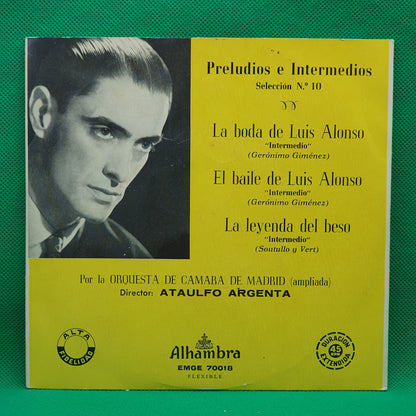 Preludios e Intermedios
Selección N.º 10
La boda de Luis Alonso
"Intermedio"
(Gerónimo Giménez)
El baile de Luis Alonso
"Intermedio"
(Gerónimo Giménez)
La leyenda del beso
"Intermedio"
(Soutullo y Vert)
Por la ORQUESTA DE CAMARA DE MADRID (ampliada)
Director: ATAULFO ARGENTA
ALTA
FIDELIDAD
Alhambra
EMGE 70018
FLEXIBLE
DURACION
45
EXTENDIDA